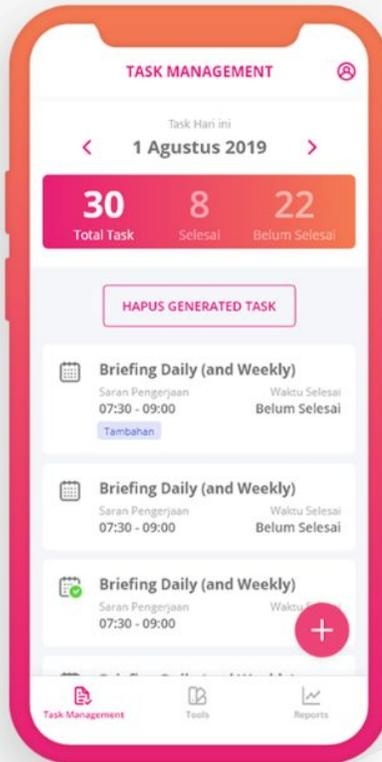 TASK MANAGEMENT
Task Hari ini
1 Agustus 2019
30 8 22
Total Task Selesai Belum Selesai
HAPUS GENERATED TASK
Briefing Daily (and Weekly)
Saran Pengerjaan Waktu Selesai
07:30 - 09:00 Belum Selesai
Tambahan
Briefing Daily (and Weekly)
Saran Pengerjaan Waktu Selesai
07:30 - 09:00 Belum Selesai
Briefing Daily (and Weekly)
Saran Pengerjaan Waktu
07:30 - 09:00
Task Management Tools Reports